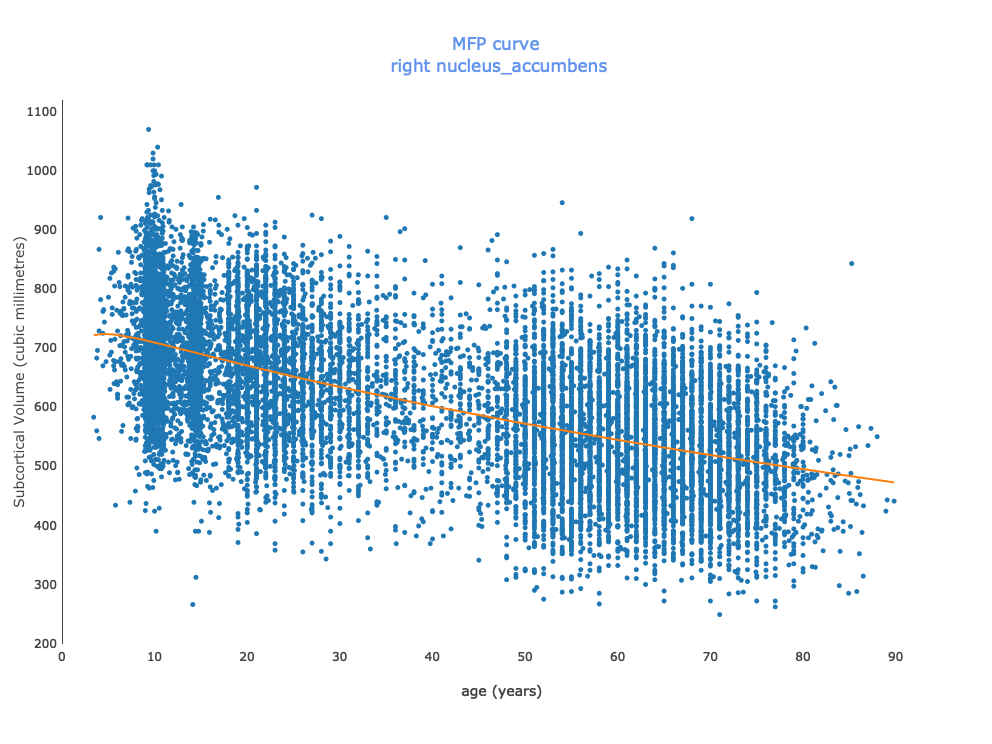 MFP curve
right nucleus_accumbens
Subcortical Volume (cubic millimetres)
1100
1000
900
800
700
600
500
400
300
200
0 10 20 30 40 50 60 70 80 90
age (years)